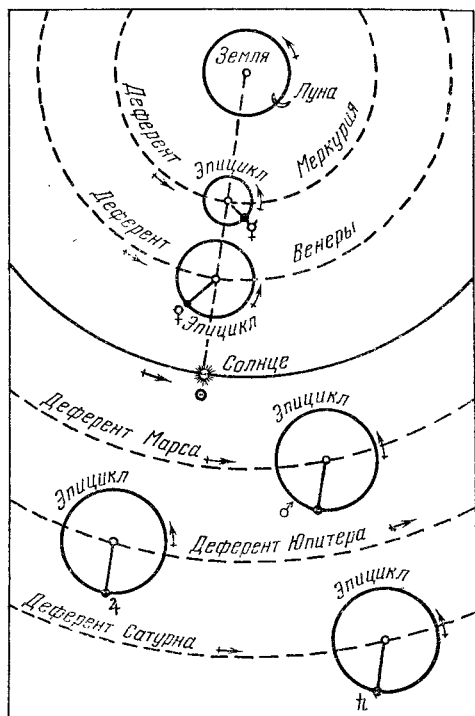 Земля
Луна
Деферент Меркурия
Эпицикл
☿
Деферент Венеры
♀
Эпицикл
Солнце
☉
Деферент Марса
Эпицикл
♂
Эпицикл
Деферент Юпитера
♃
Эпицикл
Деферент Сатурна
♄